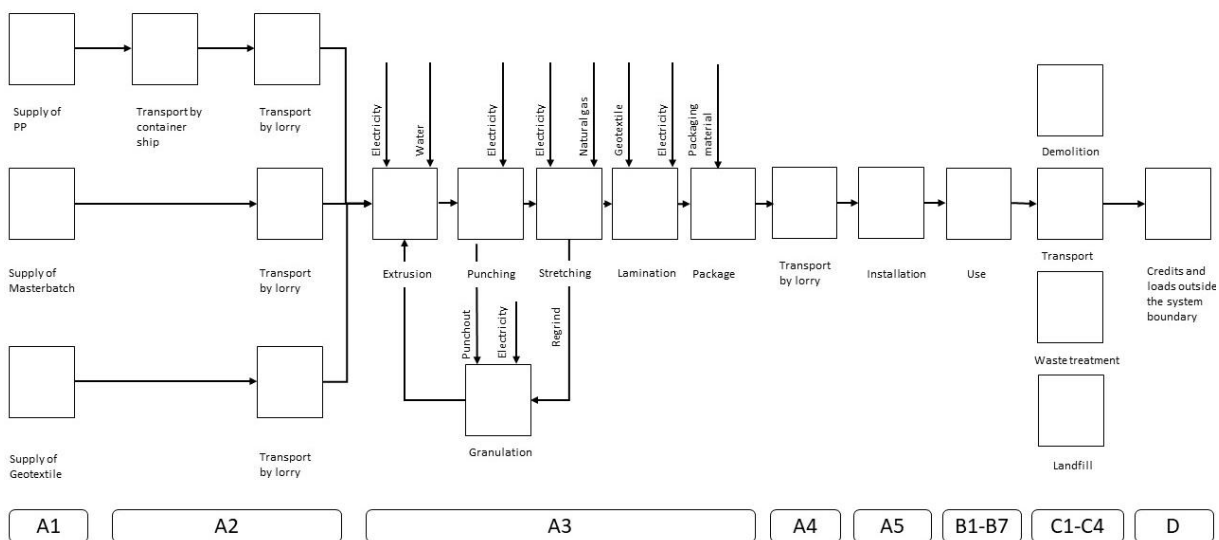 Supply of
PP
Transport by
container
ship
Transport
by lorry
Electricity
Water
Electricity
Electricity
Natural gas
Geotextile
Electricity
Packaging
material
Demolition
Supply of
Masterbatch
Transport
by lorry
Extrusion
Punching
Stretching
Lamination
Package
Transport
by lorry
Installation
Use
Transport
Credits and
loads outside
the system
boundary
Punchout
Electricity
Regrind
Waste treatment
Supply of
Geotextile
Transport
by lorry
Granulation
Landfill
A1
A2
A3
A4
A5
B1-B7
C1-C4
D